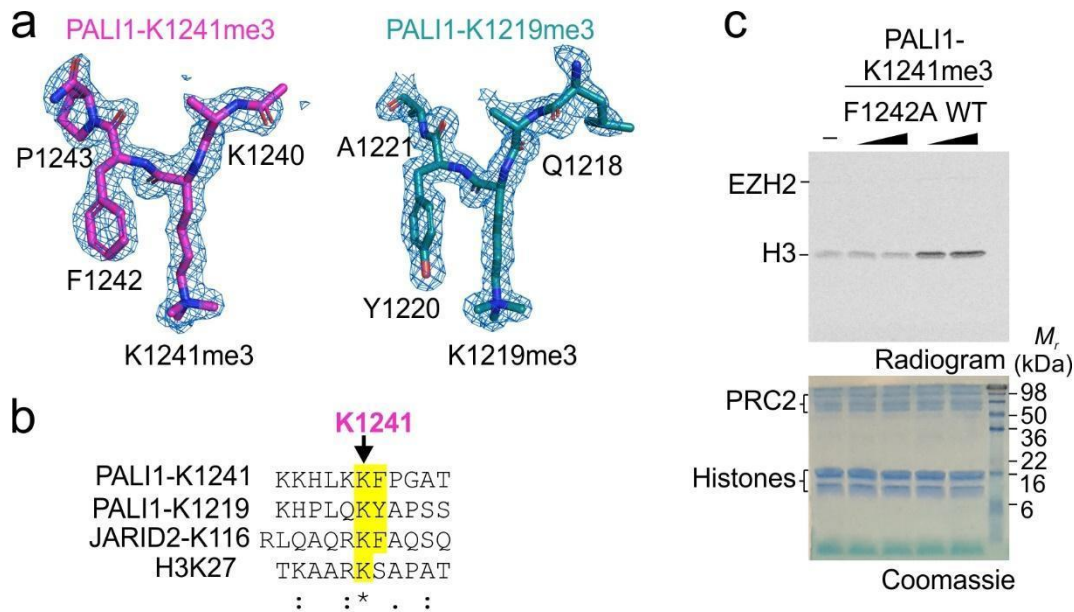 a
PALI1-K1241me3
PALI1-K1219me3
P1243
K1240
F1242
K1241me3
A1221
Q1218
Y1220
K1219me3
b
K1241
PALI1-K1241 KKHLKKFPGAT
PALI1-K1219 KHPLQKYAPSS
JARID2-K116 RLQAQRKFAQSQ
H3K27 TKAARKSAPAT
: :* . :
c
PALI1-
K1241me3
F1242A WT
–
EZH2
H3
Radiogram
Mr
(kDa)
PRC2
Histones
98
50
36
22
16
6
Coomassie